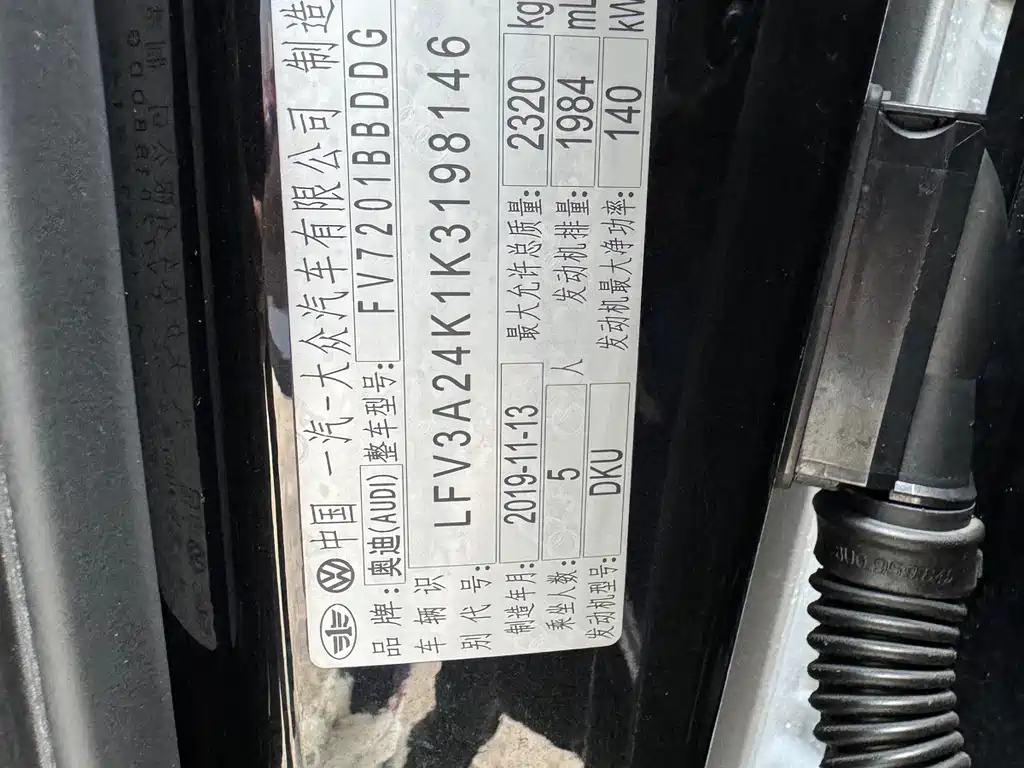 中国 一汽-大众汽车有限公司 制造
品牌: 奥迪(AUDI) 整车型号: FV7201BBDDG
车辆识别代号: LFV3A24K1K3198146
制造年月: 2019-11-13 最大允许总质量: 2320 kg
乘坐人数: 5 人 发动机排量: 1984 mL
发动机型号: DKU 发动机最大净功率: 140 kW